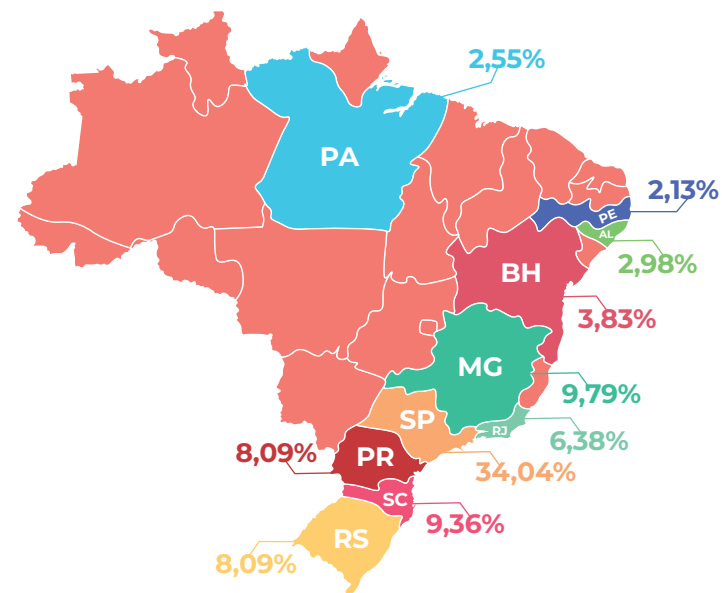 2,55%
PA
2,13%
PE
AL
2,98%
BH
3,83%
MG
9,79%
SP
RJ
6,38%
8,09%
PR
34,04%
SC
9,36%
RS
8,09%